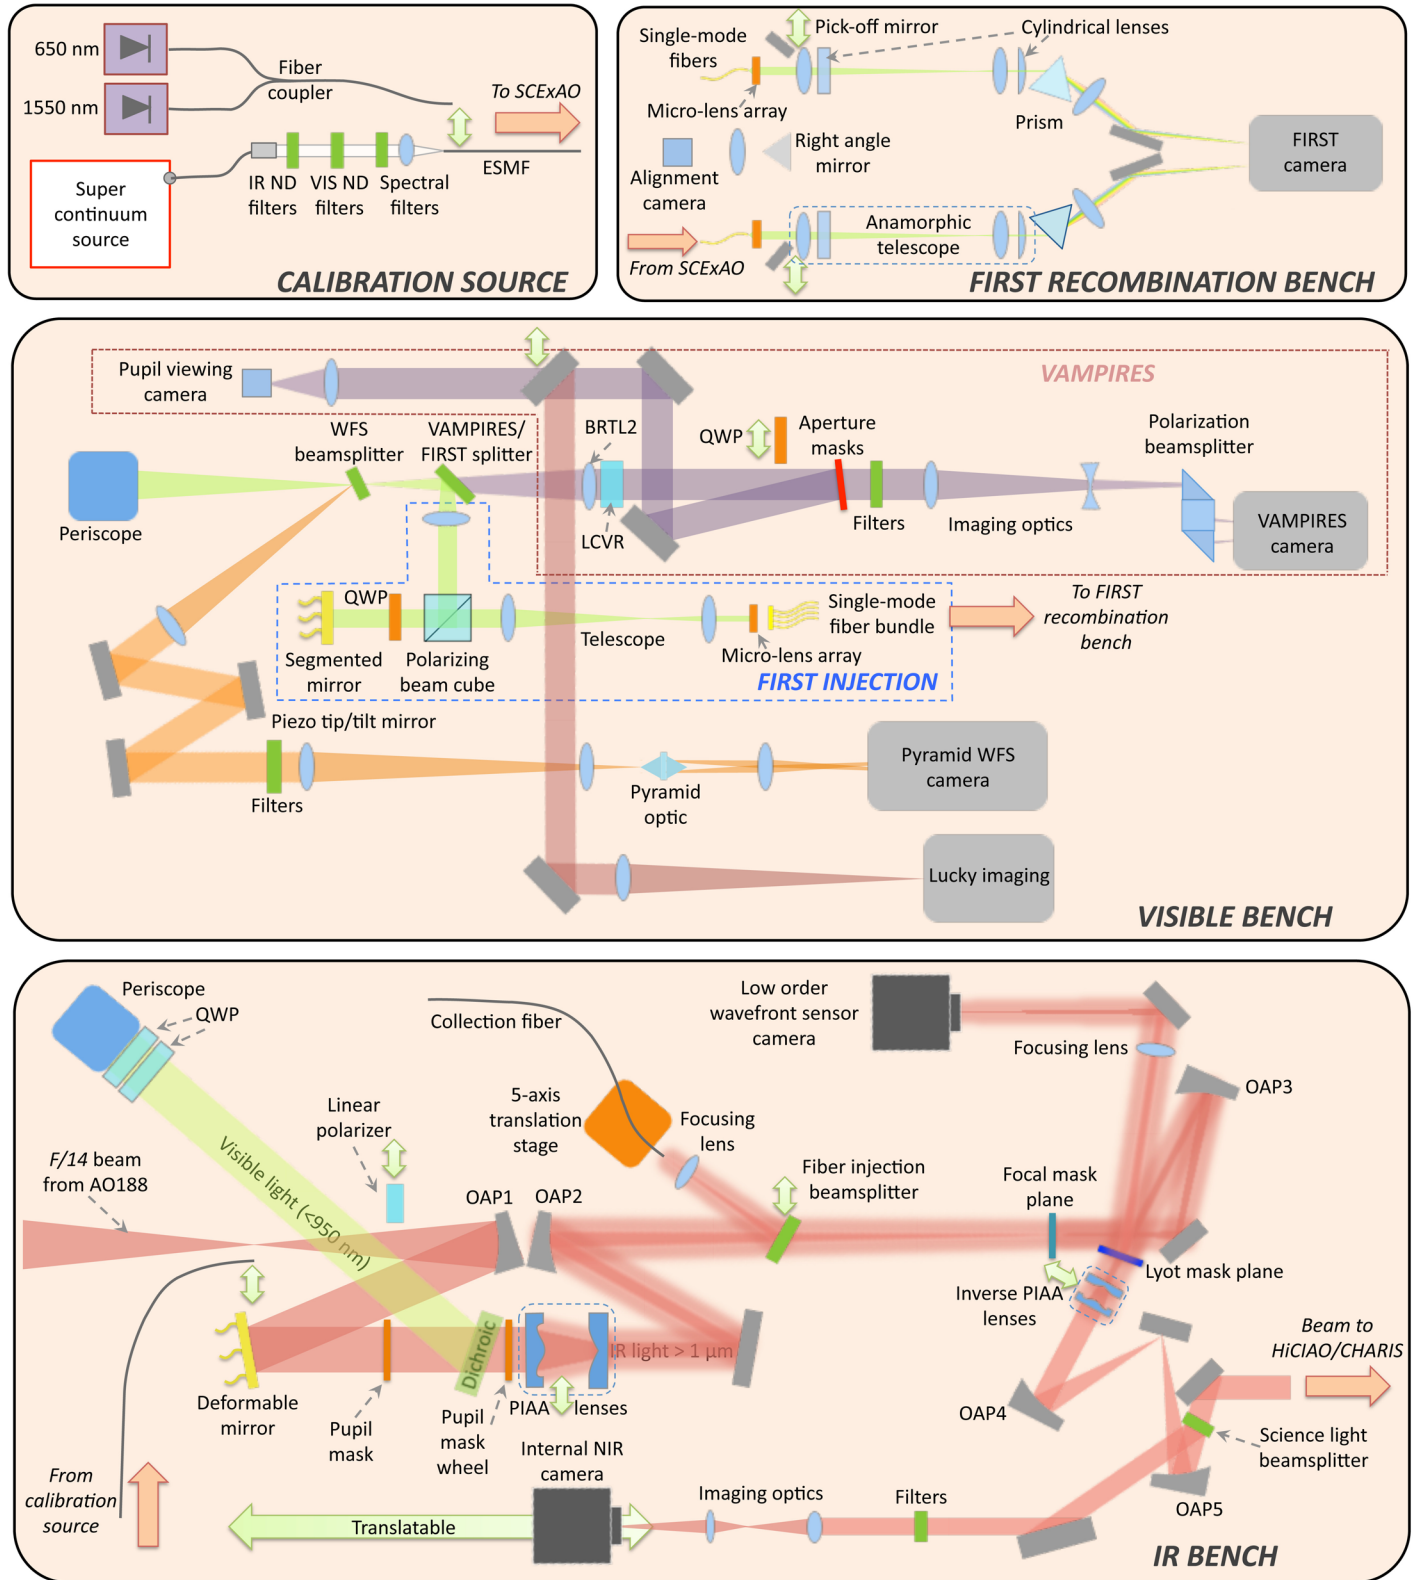 650 nm
1550 nm
Fiber
coupler
To SCExAO
ESMF
IR ND
filters
VIS ND
filters
Spectral
filters
Super
continuum
source
CALIBRATION SOURCE
Single-mode
fibers
Pick-off mirror
Cylindrical lenses
Micro-lens array
Prism
Right angle
mirror
Alignment
camera
FIRST
camera
Anamorphic
telescope
From SCExAO
FIRST RECOMBINATION BENCH
Pupil viewing
camera
VAMPIRES
WFS
beamsplitter
VAMPIRES/
FIRST splitter
BRTL2
QWP
Aperture
masks
Polarization
beamsplitter
Periscope
LCVR
Filters
Imaging optics
VAMPIRES
camera
QWP
Segmented
mirror
Polarizing
beam cube
Telescope
Single-mode
fiber bundle
Micro-lens array
FIRST INJECTION
To FIRST
recombination
bench
Piezo tip/tilt mirror
Filters
Pyramid
optic
Pyramid WFS
camera
Lucky imaging
VISIBLE BENCH
Periscope
QWP
Collection fiber
Low order
wavefront sensor
camera
Focusing lens
OAP3
5-axis
translation
stage
Focusing
lens
Linear
polarizer
F/14 beam
from AO188
Visible light (<950 nm)
OAP1
OAP2
Fiber injection
beamsplitter
Focal mask
plane
Lyot mask plane
Inverse PIAA
lenses
Beam to
HiCIAO/CHARIS
Dichroic
IR light > 1 μm
Deformable
mirror
Pupil
mask
Pupil
mask
wheel
PIAA lenses
OAP4
Science light
beamsplitter
Internal NIR
camera
From
calibration
source
Translatable
Imaging optics
Filters
OAP5
IR BENCH